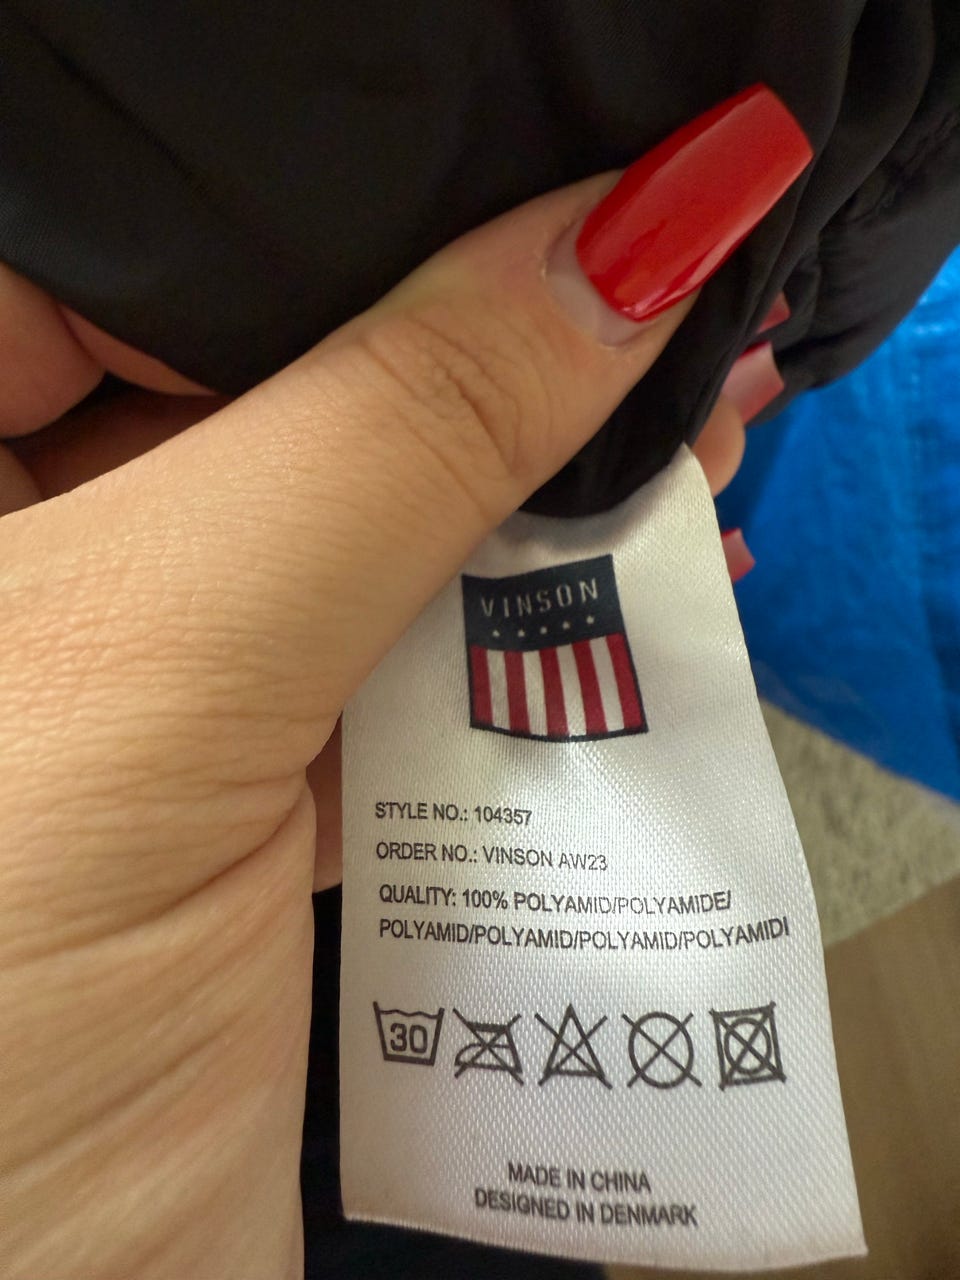 VINSON
STYLE NO.: 104357
ORDER NO.: VINSON AW23
QUALITY: 100% POLYAMID/POLYAMIDE/
POLYAMID/POLYAMID/POLYAMID/POLYAMIDI
30
MADE IN CHINA
DESIGNED IN DENMARK